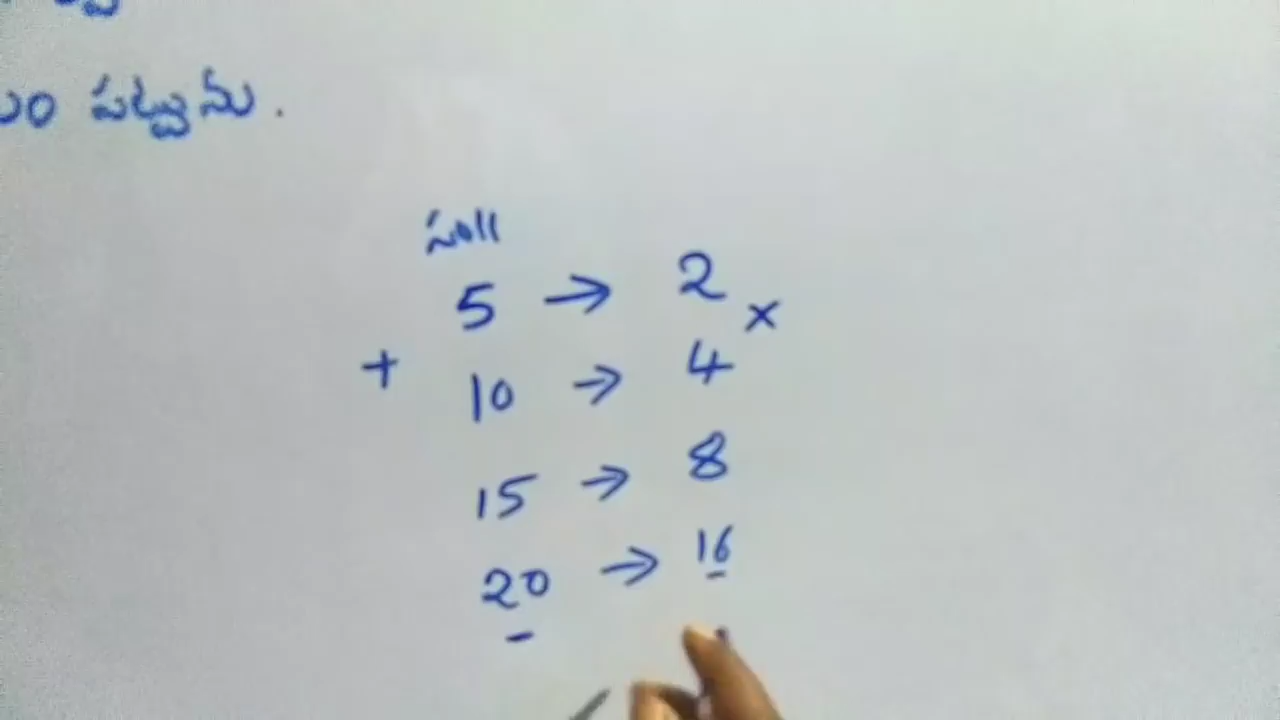 పట్టును.
సం॥
5 → 2
+ ×
10 → 4
15 → 8
20 → 16